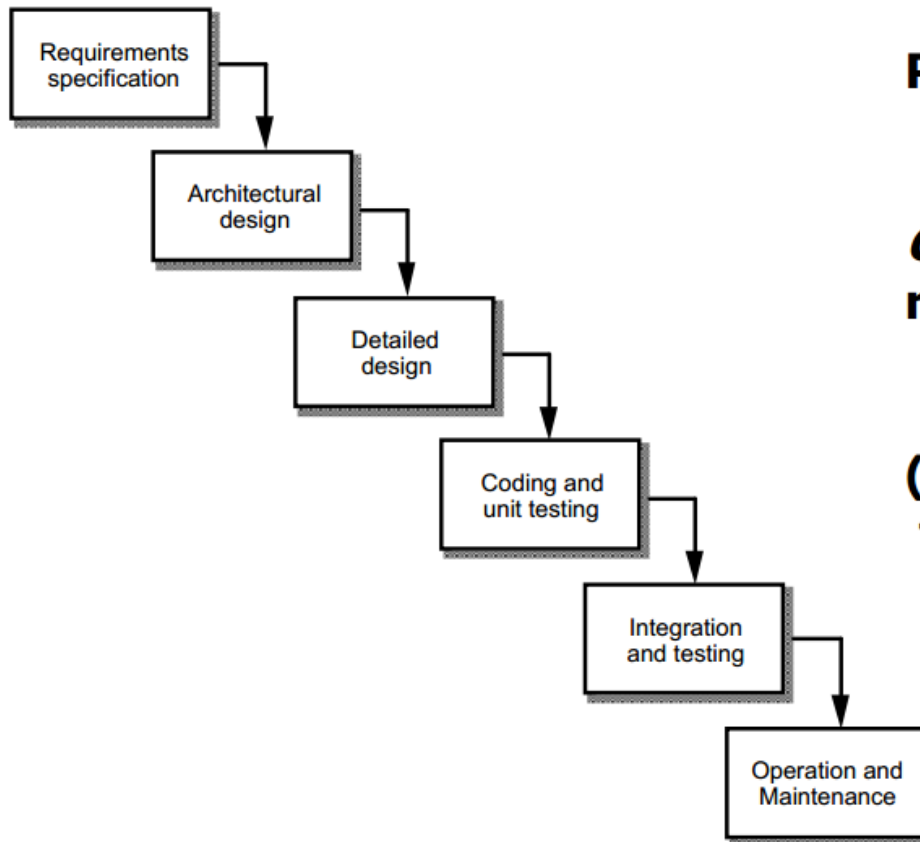 Requirements
specification
Architectural
design
Detailed
design
Coding and
unit testing
Integration
and testing
Operation and
Maintenance